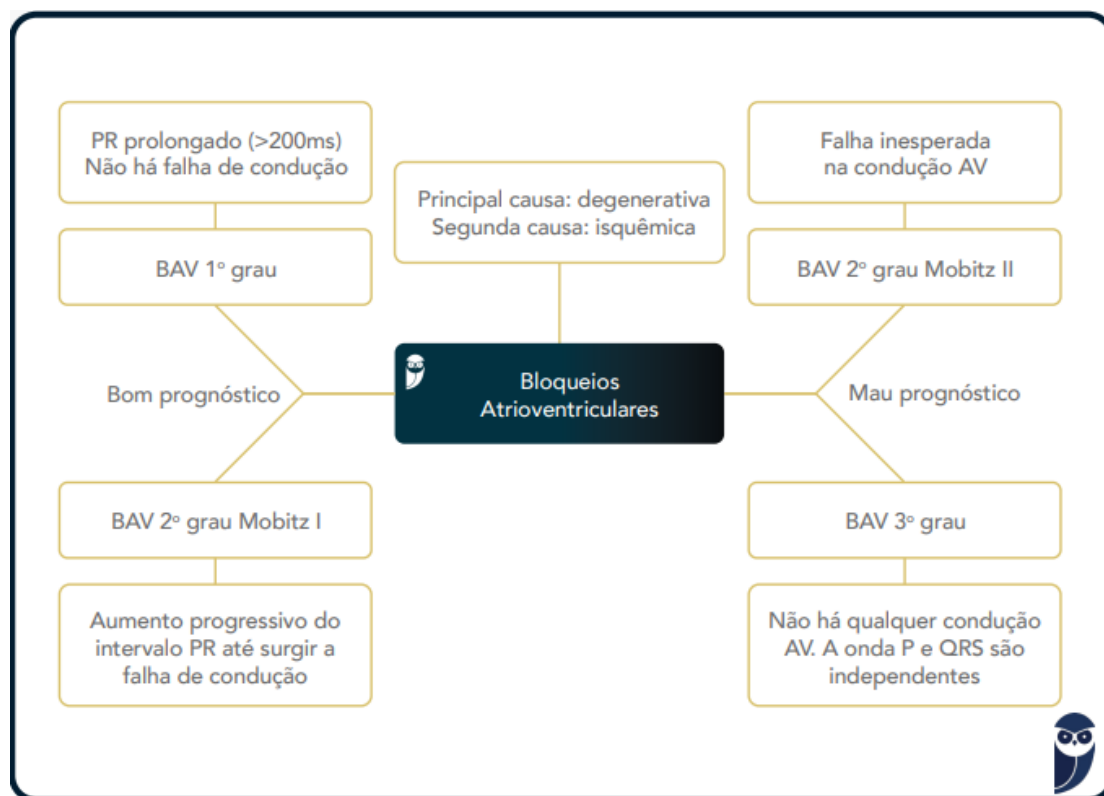 PR prolongado (>200ms)
Não há falha de condução
BAV 1º grau
Bom prognóstico
BAV 2º grau Mobitz I
Aumento progressivo do
intervalo PR até surgir a
falha de condução
Principal causa: degenerativa
Segunda causa: isquêmica
Bloqueios
Atrioventriculares
Falha inesperada
na condução AV
BAV 2º grau Mobitz II
Mau prognóstico
BAV 3º grau
Não há qualquer condução
AV. A onda P e QRS são
independentes